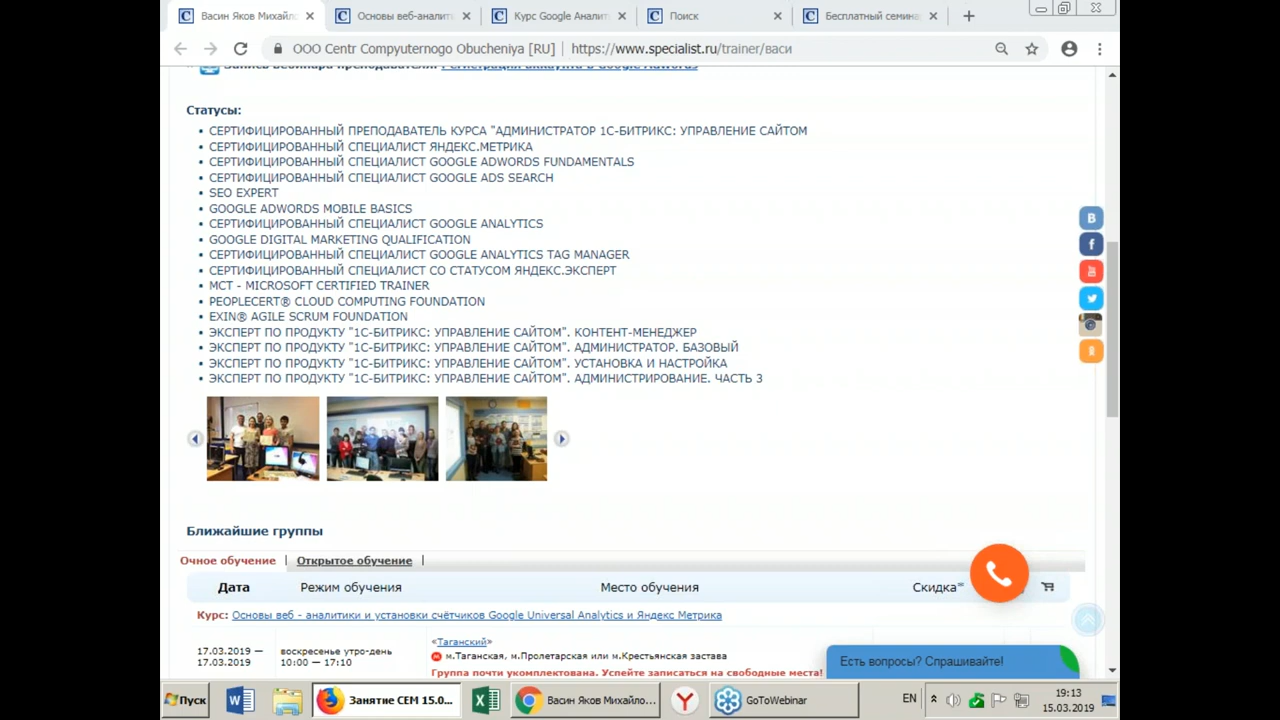 Васин Яков Михайло
Основы веб-аналити
Курс Google Аналит
Поиск
Бесплатный семина
ООО Centr Compyuternogo Obucheniya [RU] | https://www.specialist.ru/trainer/васи
Запись вебинара преподавателя: Регистрация аккаунта в Google Adwords
Статусы:
• СЕРТИФИЦИРОВАННЫЙ ПРЕПОДАВАТЕЛЬ КУРСА "АДМИНИСТРАТОР 1С-БИТРИКС: УПРАВЛЕНИЕ САЙТОМ
• СЕРТИФИЦИРОВАННЫЙ СПЕЦИАЛИСТ ЯНДЕКС.МЕТРИКА
• СЕРТИФИЦИРОВАННЫЙ СПЕЦИАЛИСТ GOOGLE ADWORDS FUNDAMENTALS
• СЕРТИФИЦИРОВАННЫЙ СПЕЦИАЛИСТ GOOGLE ADS SEARCH
• SEO EXPERT
• GOOGLE ADWORDS MOBILE BASICS
• СЕРТИФИЦИРОВАННЫЙ СПЕЦИАЛИСТ GOOGLE ANALYTICS
• GOOGLE DIGITAL MARKETING QUALIFICATION
• СЕРТИФИЦИРОВАННЫЙ СПЕЦИАЛИСТ GOOGLE ANALYTICS TAG MANAGER
• СЕРТИФИЦИРОВАННЫЙ СПЕЦИАЛИСТ СО СТАТУСОМ ЯНДЕКС.ЭКСПЕРТ
• MCT - MICROSOFT CERTIFIED TRAINER
• PEOPLECERT® CLOUD COMPUTING FOUNDATION
• EXIN® AGILE SCRUM FOUNDATION
• ЭКСПЕРТ ПО ПРОДУКТУ "1С-БИТРИКС: УПРАВЛЕНИЕ САЙТОМ". КОНТЕНТ-МЕНЕДЖЕР
• ЭКСПЕРТ ПО ПРОДУКТУ "1С-БИТРИКС: УПРАВЛЕНИЕ САЙТОМ". АДМИНИСТРАТОР. БАЗОВЫЙ
• ЭКСПЕРТ ПО ПРОДУКТУ "1С-БИТРИКС: УПРАВЛЕНИЕ САЙТОМ". УСТАНОВКА И НАСТРОЙКА
• ЭКСПЕРТ ПО ПРОДУКТУ "1С-БИТРИКС: УПРАВЛЕНИЕ САЙТОМ". АДМИНИСТРИРОВАНИЕ. ЧАСТЬ 3
Ближайшие группы
Очное обучение | Открытое обучение |
Дата Режим обучения Место обучения Скидка*
Курс: Основы веб - аналитики и установки счётчиков Google Universal Analytics и Яндекс Метрика
17.03.2019 —
17.03.2019
воскресенье утро-день
10:00 — 17:10
«Таганский»
м.Таганская, м.Пролетарская или м.Крестьянская застава
Группа почти укомплектована. Успейте записаться на свободные места!
Есть вопросы? Спрашивайте!
Пуск
Занятие СЕМ 15.0...
Васин Яков Михайло...
GoToWebinar
EN
19:13
15.03.2019